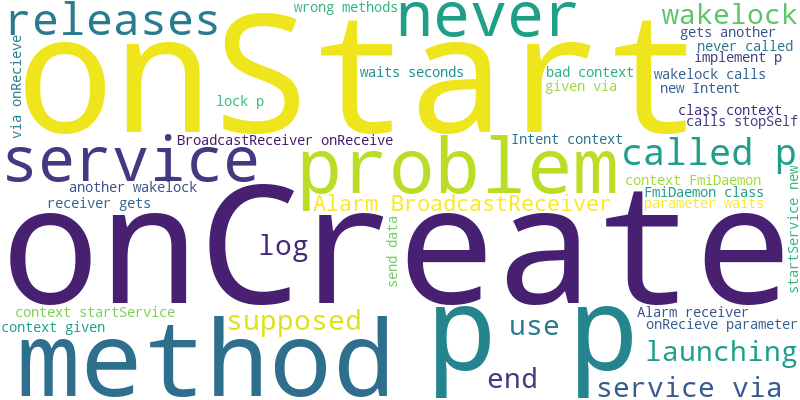 releases
wrong methods
never
wakelock
onStart
gets another
never called
implement p
via onRecieve
waits seconds
bad context
wakelock calls
given via
new Intent
lock p
class context
calls stopSelf
BroadcastReceiver onReceive
Intent context
service
problem
called p
another wakelock
context FmiDaemon
FmiDaemon class
receiver gets
Alarm BroadcastReceiver
parameter waits
startService new
onCreate
log
send data
context startService
context given
supposed
method
p p
use
Alarm receiver
onRecieve parameter
launching
end
service via